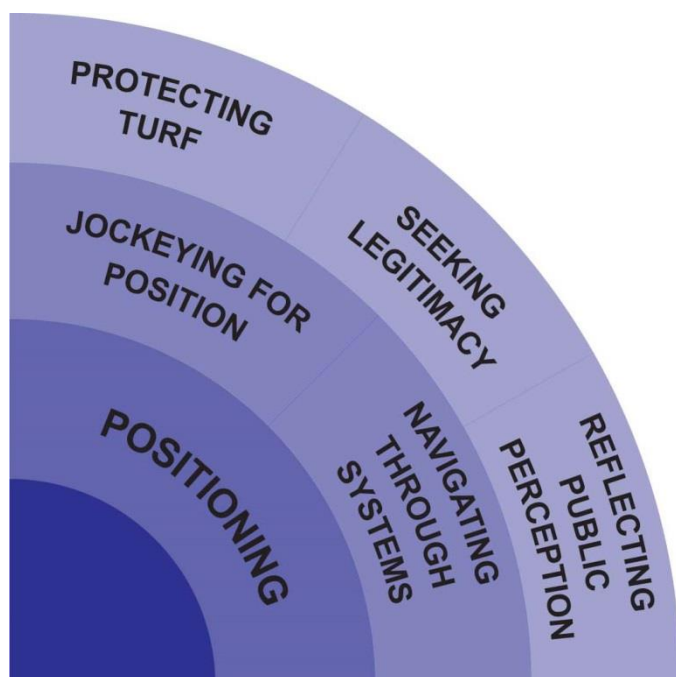 PROTECTING
TURF
SEEKING
LEGITIMACY
REFLECTING
PUBLIC
PERCEPTION
JOCKEYING FOR
POSITION
NAVIGATING
THROUGH
SYSTEMS
POSITIONING